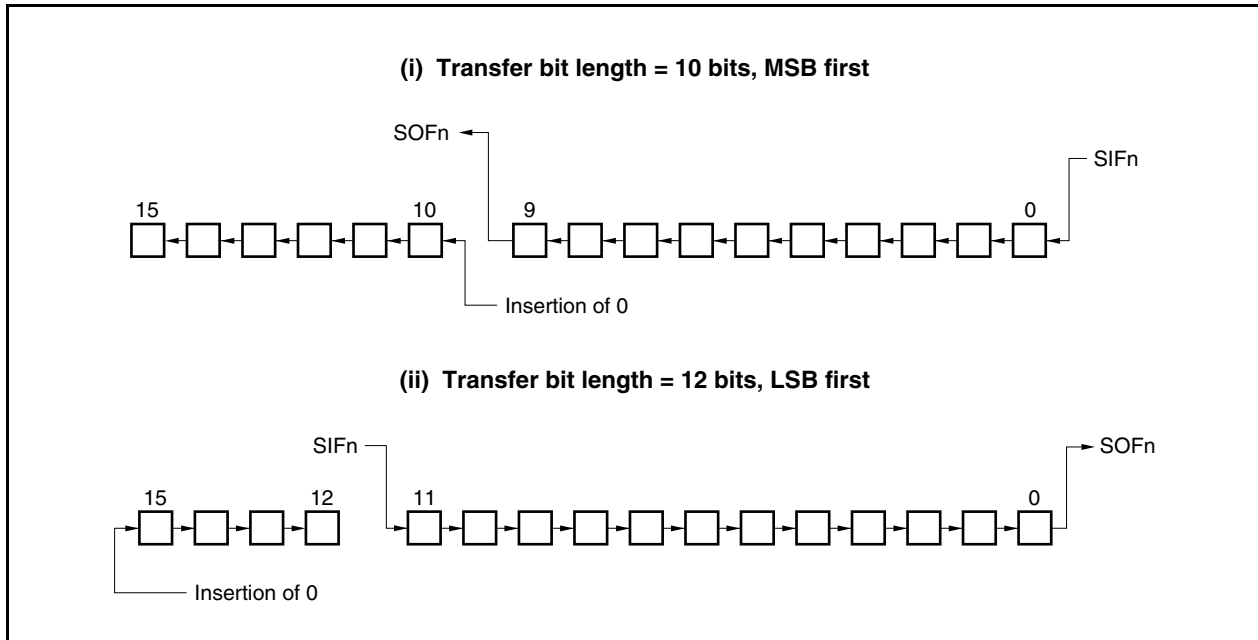 (i) Transfer bit length = 10 bits, MSB first
SOFn
SIFn
15
10
9
0
Insertion of 0
(ii) Transfer bit length = 12 bits, LSB first
SIFn
SOFn
15
12
11
0
Insertion of 0